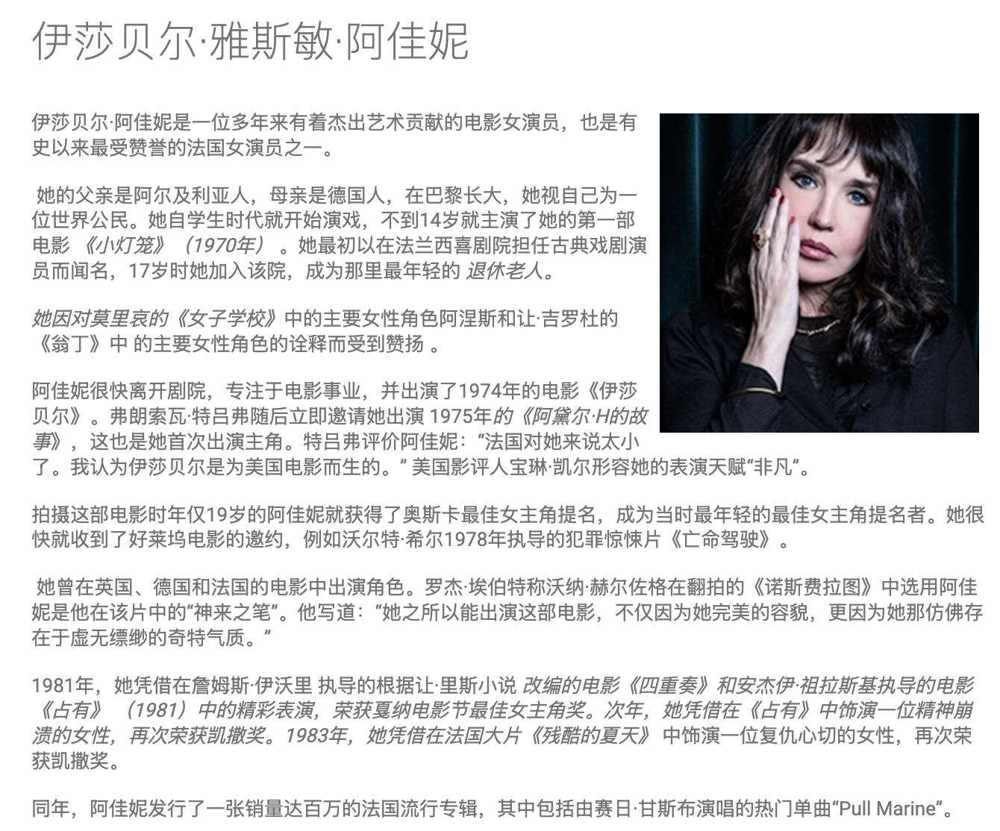 伊莎贝尔·雅斯敏·阿佳妮
伊莎贝尔·阿佳妮是一位多年来有着杰出艺术贡献的电影女演员，也是有
史以来最受赞誉的法国女演员之一。
她的父亲是阿尔及利亚人，母亲是德国人，在巴黎长大，她视自己为一
位世界公民。她自学生时代就开始演戏，不到14岁就主演了她的第一部
电影 《小灯笼》（1970年） 。她最初以在法兰西喜剧院担任古典戏剧演
员而闻名，17岁时她加入该院，成为那里最年轻的 退休老人。
她因对莫里哀的《女子学校》中的主要女性角色阿涅斯和让·吉罗杜的
《翁丁》中 的主要女性角色的诠释而受到赞扬 。
阿佳妮很快离开剧院，专注于电影事业，并出演了1974年的电影《伊莎
贝尔》。弗朗索瓦·特吕弗随后立即邀请她出演 1975年的《阿黛尔·H的故
事》，这也是她首次出演主角。特吕弗评价阿佳妮：“法国对她来说太小
了。我认为伊莎贝尔是为美国电影而生的。” 美国影评人宝琳·凯尔形容她的表演天赋“非凡”。
拍摄这部电影时年仅19岁的阿佳妮就获得了奥斯卡最佳女主角提名，成为当时最年轻的最佳女主角提名者。她很
快就收到了好莱坞电影的邀约，例如沃尔特·希尔1978年执导的犯罪惊悚片《亡命驾驶》。
她曾在英国、德国和法国的电影中出演角色。罗杰·埃伯特称沃纳·赫尔佐格在翻拍的《诺斯费拉图》中选用阿佳
妮是他在该片中的“神来之笔”。他写道：“她之所以能出演这部电影，不仅因为她完美的容貌，更因为她那仿佛存
在于虚无缥缈的奇特气质。”
1981年，她凭借在詹姆斯·伊沃里 执导的根据让·里斯小说 改编的电影《四重奏》和安杰伊·祖拉斯基执导的电影
《占有》 （1981）中的精彩表演，荣获戛纳电影节最佳女主角奖。次年，她凭借在《占有》中饰演一位精神崩
溃的女性，再次荣获凯撒奖。1983年，她凭借在法国大片《残酷的夏天》 中饰演一位复仇心切的女性，再次荣
获凯撒奖。
同年，阿佳妮发行了一张销量达百万的法国流行专辑，其中包括由赛日·甘斯布演唱的热门单曲“Pull Marine”。